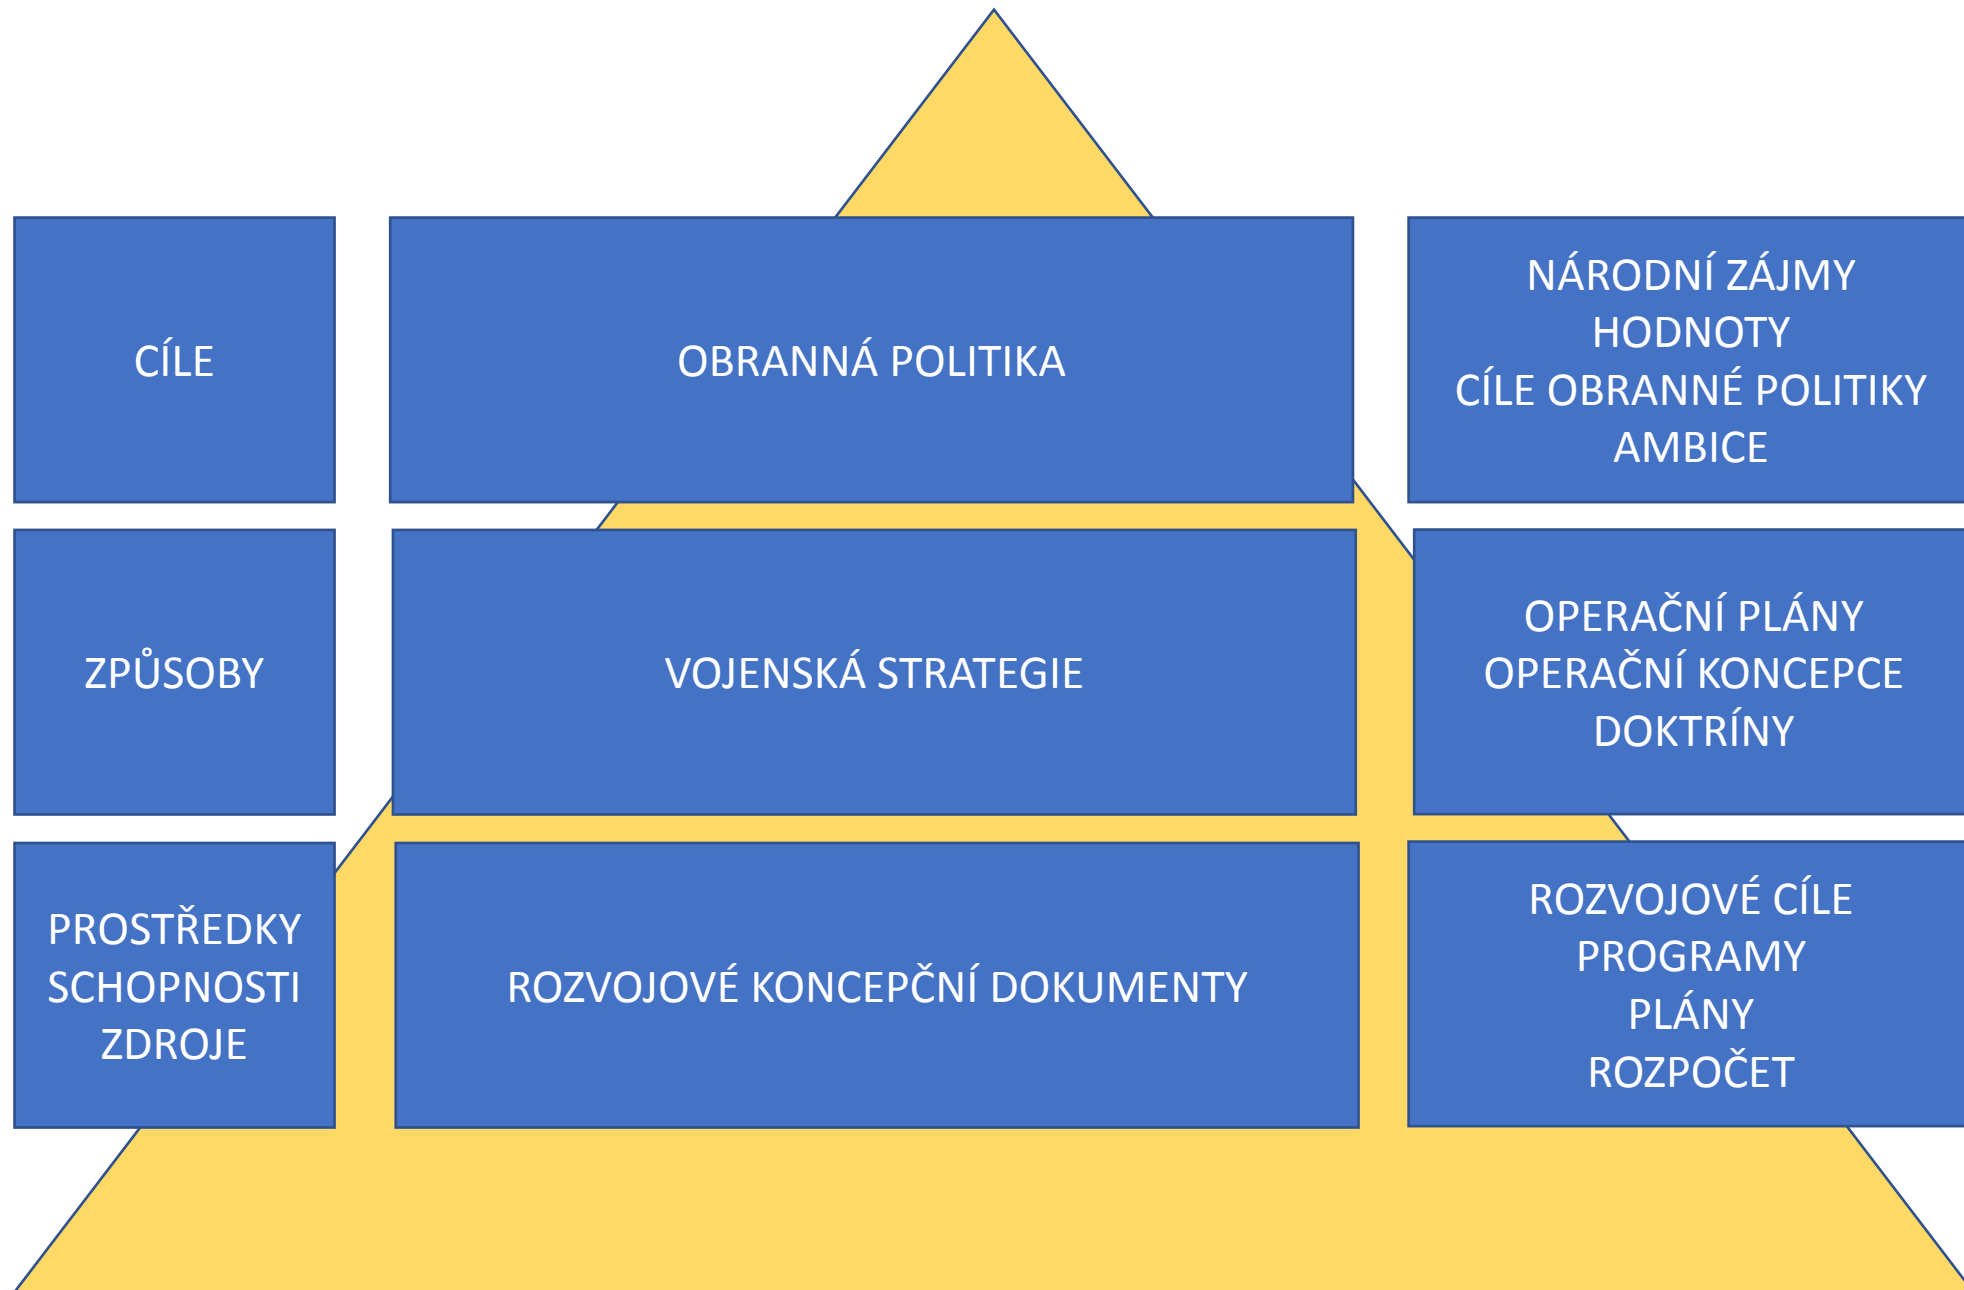 CÍLE
OBRANNÁ POLITIKA
NÁRODNÍ ZÁJMY
HODNOTY
CÍLE OBRANNÉ POLITIKY
AMBICE
ZPŮSOBY
VOJENSKÁ STRATEGIE
OPERAČNÍ PLÁNY
OPERAČNÍ KONCEPCE
DOKTRÍNY
PROSTŘEDKY
SCHOPNOSTI
ZDROJE
ROZVOJOVÉ KONCEPČNÍ DOKUMENTY
ROZVOJOVÉ CÍLE
PROGRAMY
PLÁNY
ROZPOČET